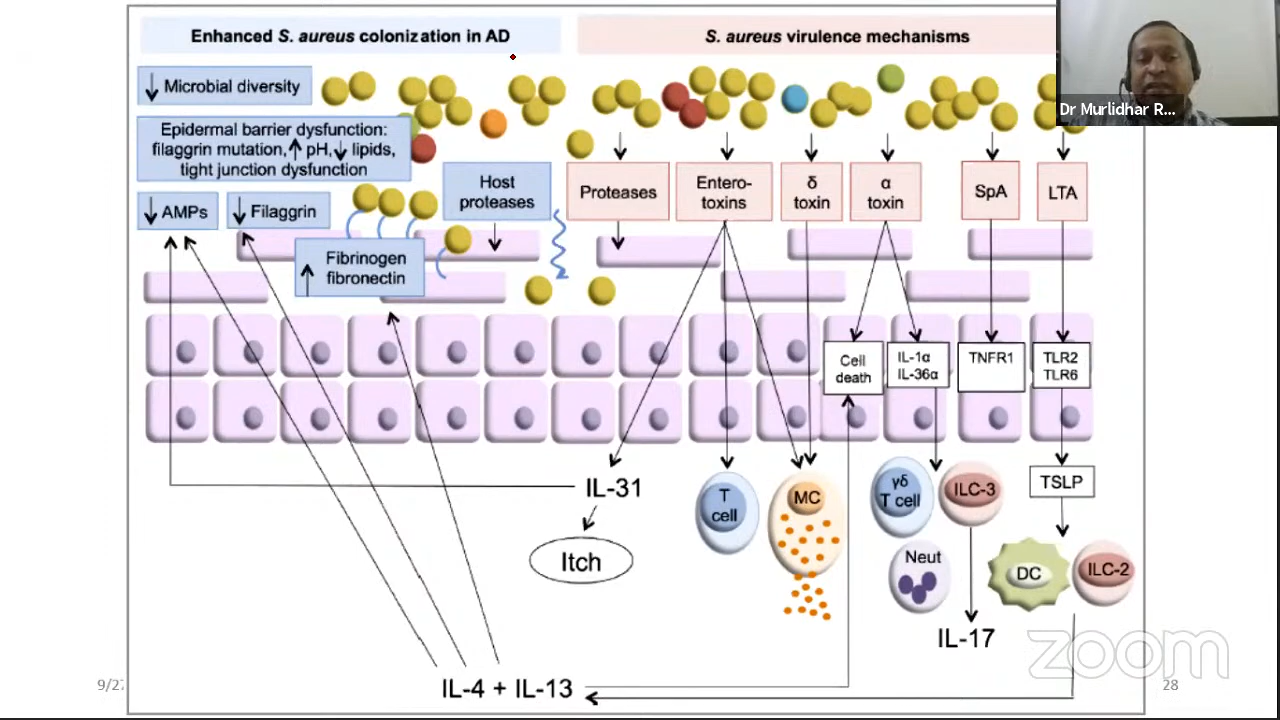 Enhanced S. aureus colonization in AD
S. aureus virulence mechanisms
Dr Murlidhar R...
↓ Microbial diversity
Epidermal barrier dysfunction:
filaggrin mutation,↑ pH,↓ lipids,
tight junction dysfunction
↓ AMPs
↓ Filaggrin
Host
proteases
Fibrinogen
↑ fibronectin
Proteases
Entero-
toxins
δ
toxin
α
toxin
SpA
LTA
Cell
death
IL-1α
IL-36α
TNFR1
TLR2
TLR6
IL-31
Itch
T
cell
MC
γδ
T cell
ILC-3
Neut
TSLP
DC
ILC-2
IL-17
IL-4 + IL-13
zoom
9/2
28